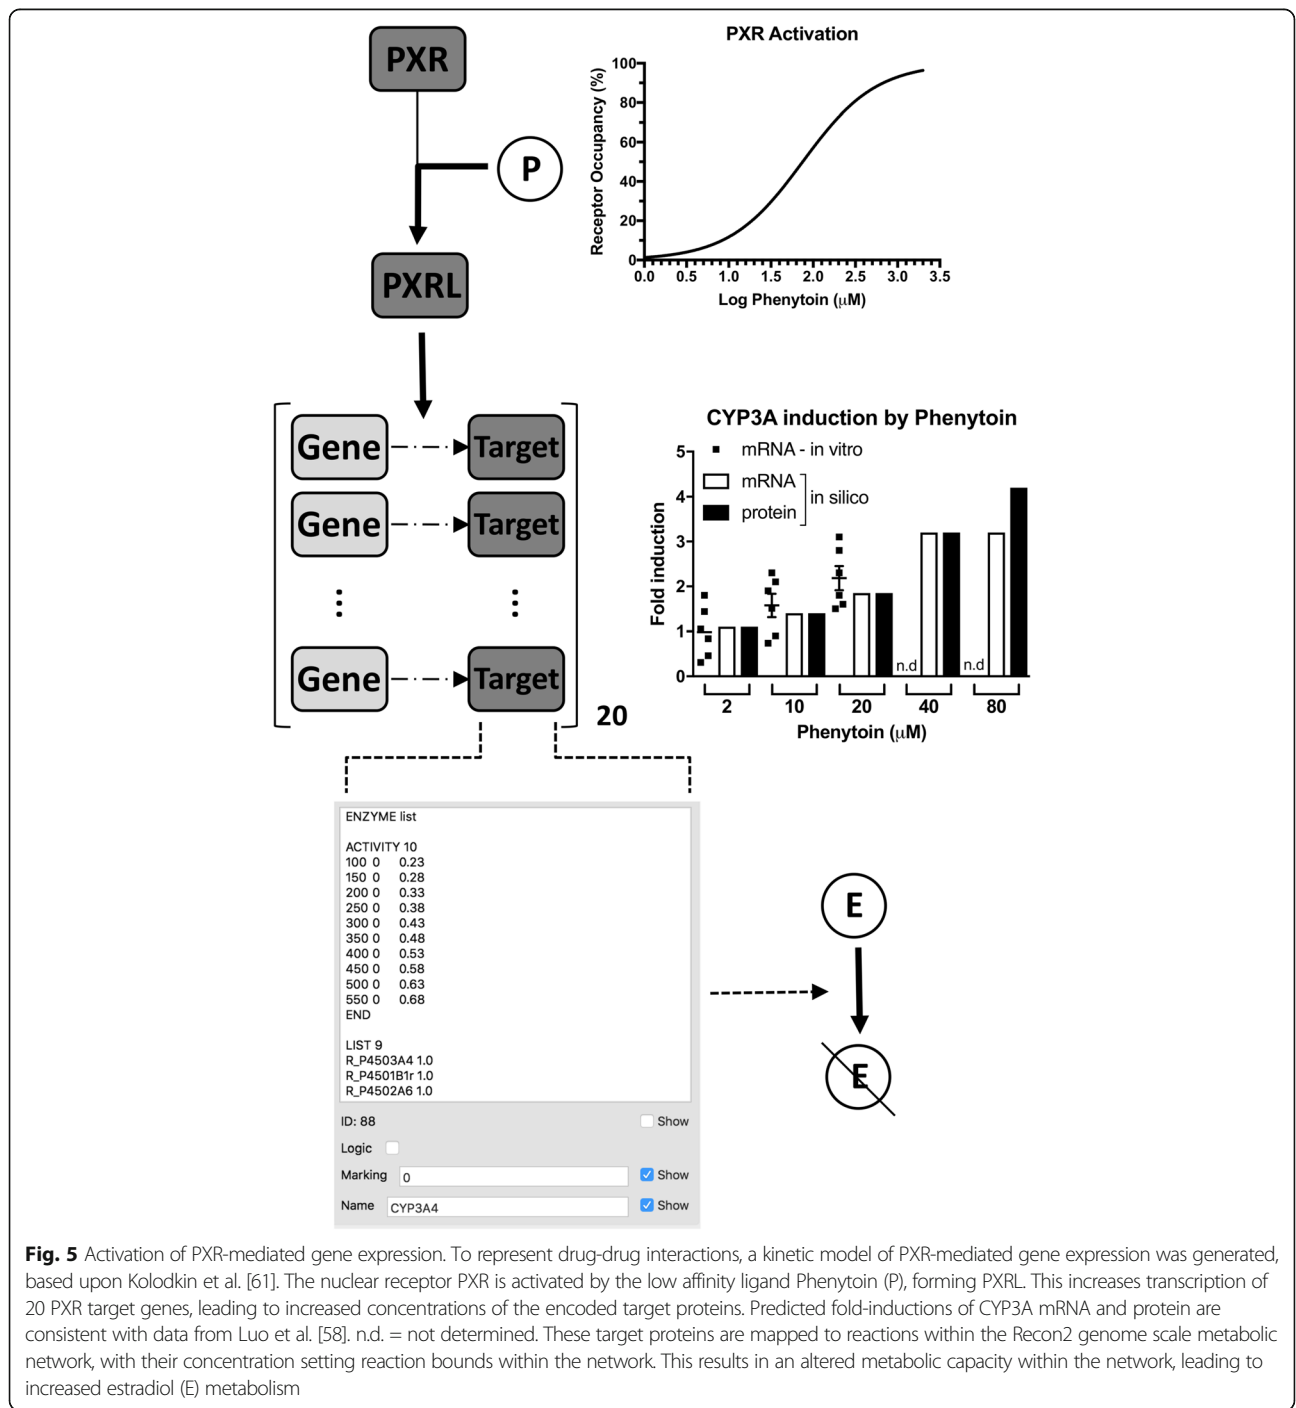 PXR
P
PXRL
PXR Activation
Receptor Occupancy (%)
100
80
60
40
20
0
0.0 0.5 1.0 1.5 2.0 2.5 3.0 3.5
Log Phenytoin (μM)
Gene Target
Gene Target
Gene Target
20
CYP3A induction by Phenytoin
mRNA - in vitro
mRNA
protein
in silico
Fold induction
5
4
3
2
1
0
n.d n.d
2 10 20 40 80
Phenytoin (μM)
ENZYME list
ACTIVITY 10
100 0 0.23
150 0 0.28
200 0 0.33
250 0 0.38
300 0 0.43
350 0 0.48
400 0 0.53
450 0 0.58
500 0 0.63
550 0 0.68
END
LIST 9
R_P4503A4 1.0
R_P4501B1r 1.0
R_P4502A6 1.0
ID: 88 Show
Logic
Marking 0 Show
Name CYP3A4 Show
E
E
Fig. 5 Activation of PXR-mediated gene expression. To represent drug-drug interactions, a kinetic model of PXR-mediated gene expression was generated,
based upon Kolodkin et al. [61]. The nuclear receptor PXR is activated by the low affinity ligand Phenytoin (P), forming PXRL. This increases transcription of
20 PXR target genes, leading to increased concentrations of the encoded target proteins. Predicted fold-inductions of CYP3A mRNA and protein are
consistent with data from Luo et al. [58]. n.d. = not determined. These target proteins are mapped to reactions within the Recon2 genome scale metabolic
network, with their concentration setting reaction bounds within the network. This results in an altered metabolic capacity within the network, leading to
increased estradiol (E) metabolism